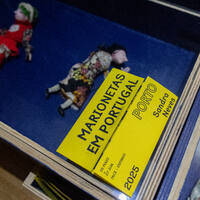 MARIONETAS
EM PORTUGAL
PORTO
Sandra
Neves
2025